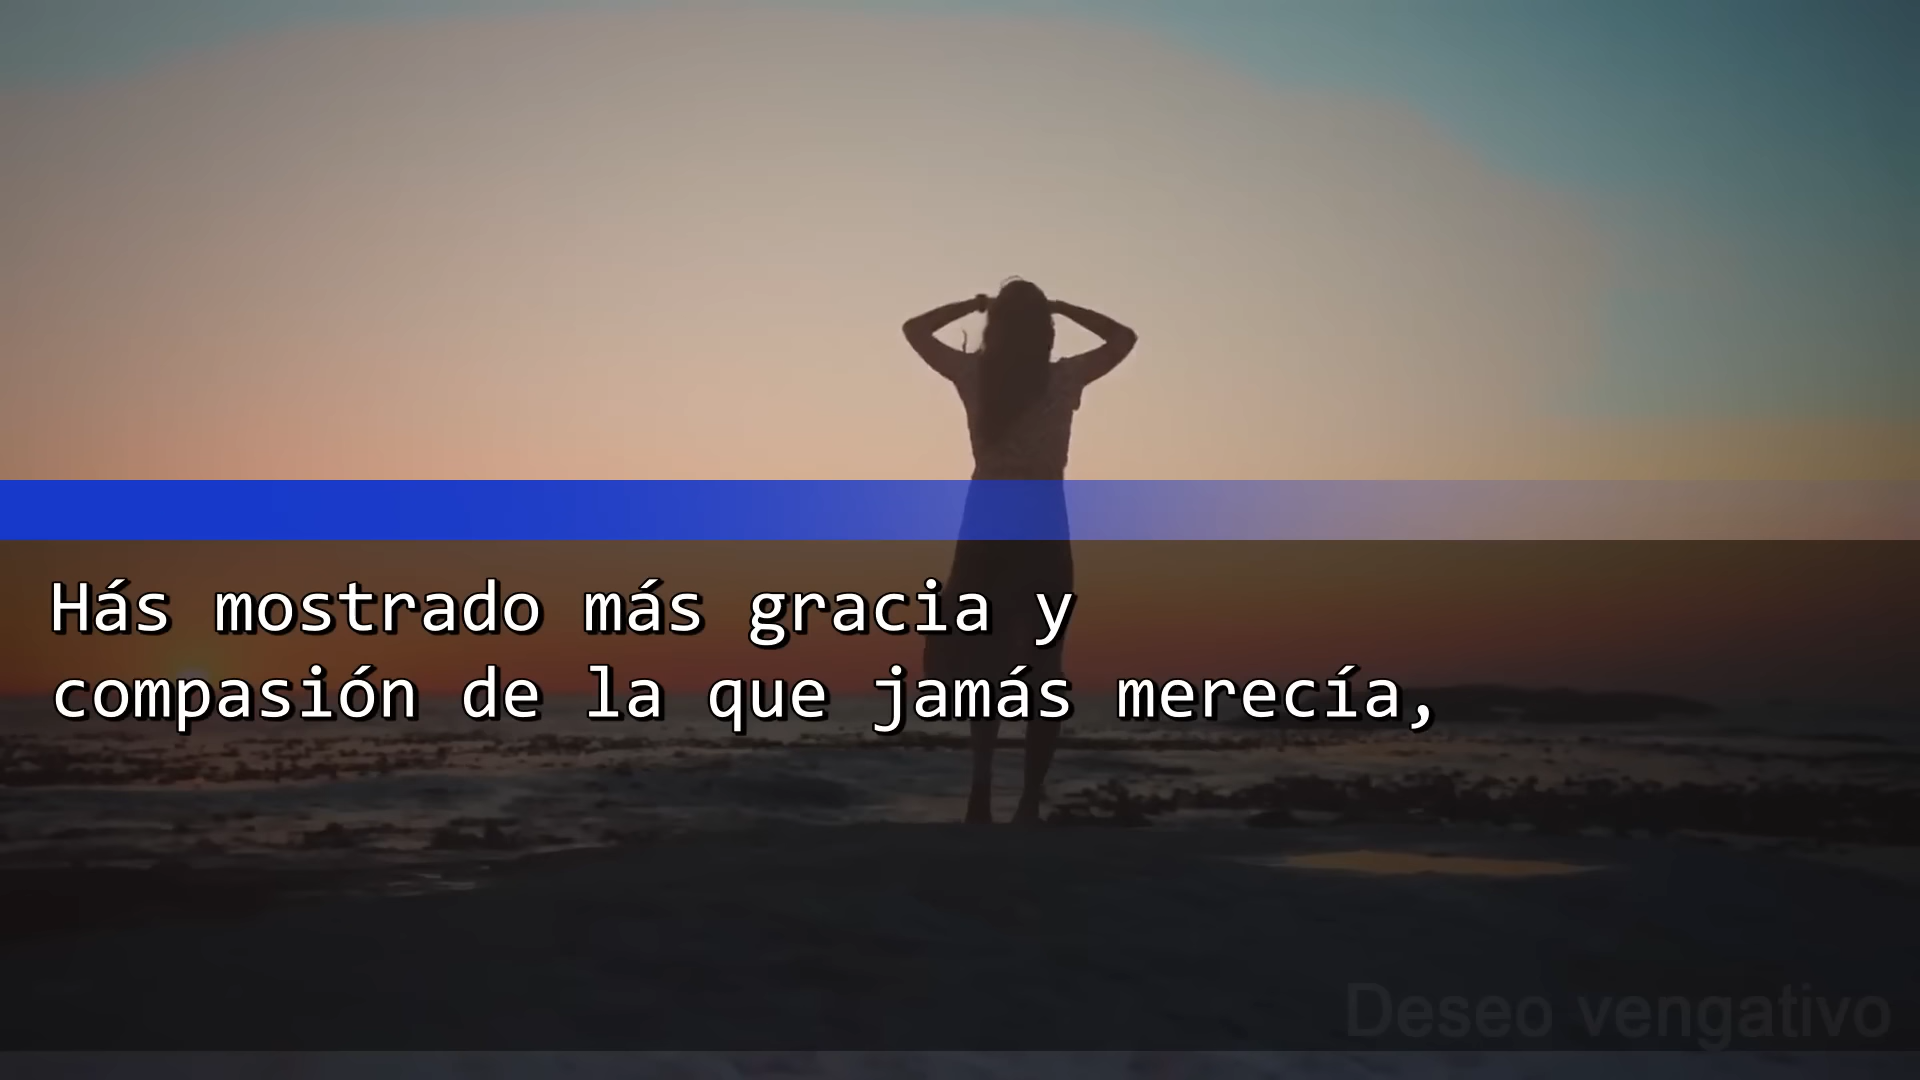 Hás mostrado más gracia y
compasión de la que jamás merecía,
Deseo vengativo